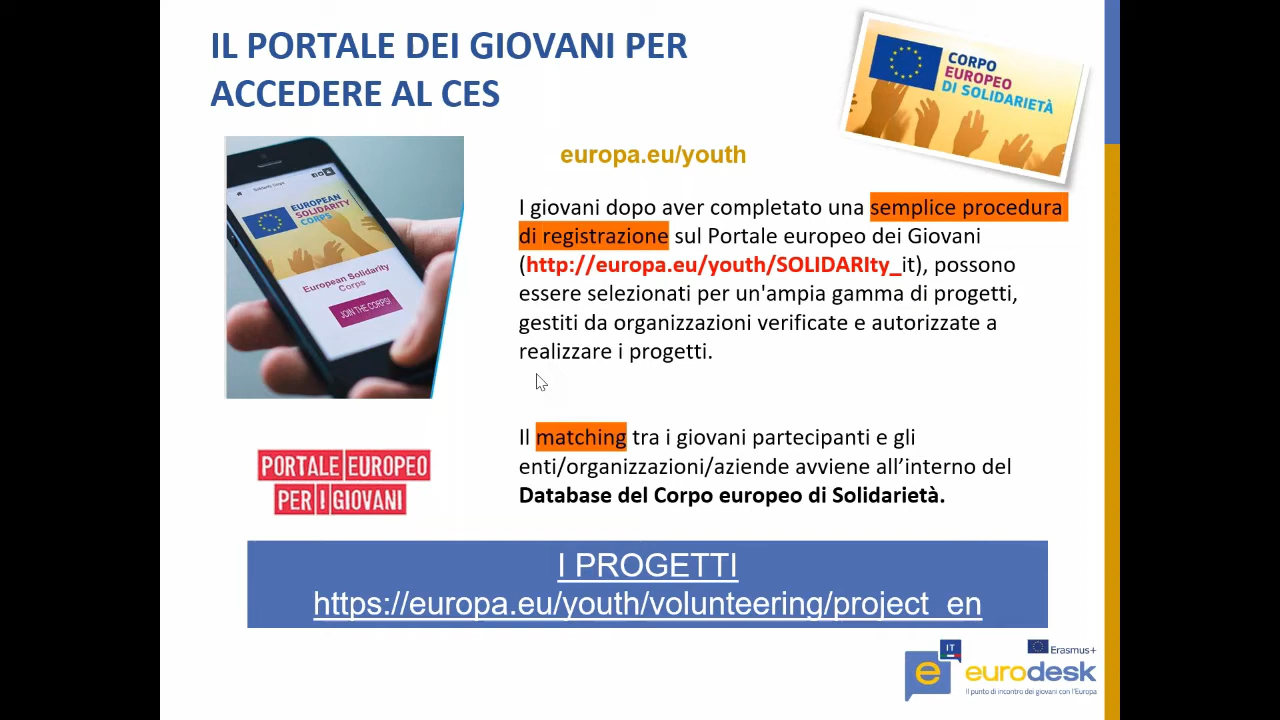 IL PORTALE DEI GIOVANI PER
ACCEDERE AL CES
CORPO
EUROPEO
DI SOLIDARIETÀ
europa.eu/youth
Solidarity Corps
EUROPEAN
SOLIDARITY
CORPS
European Solidarity
Corps
JOIN THE CORPS!
I giovani dopo aver completato una semplice procedura
di registrazione sul Portale europeo dei Giovani
(http://europa.eu/youth/SOLIDARIty_it), possono
essere selezionati per un'ampia gamma di progetti,
gestiti da organizzazioni verificate e autorizzate a
realizzare i progetti.
Il matching tra i giovani partecipanti e gli
enti/organizzazioni/aziende avviene all’interno del
Database del Corpo europeo di Solidarietà.
PORTALE EUROPEO
PER I GIOVANI
I PROGETTI
https://europa.eu/youth/volunteering/project_en
IT
Erasmus+
e eurodesk
Il punto di incontro dei giovani con l'Europa